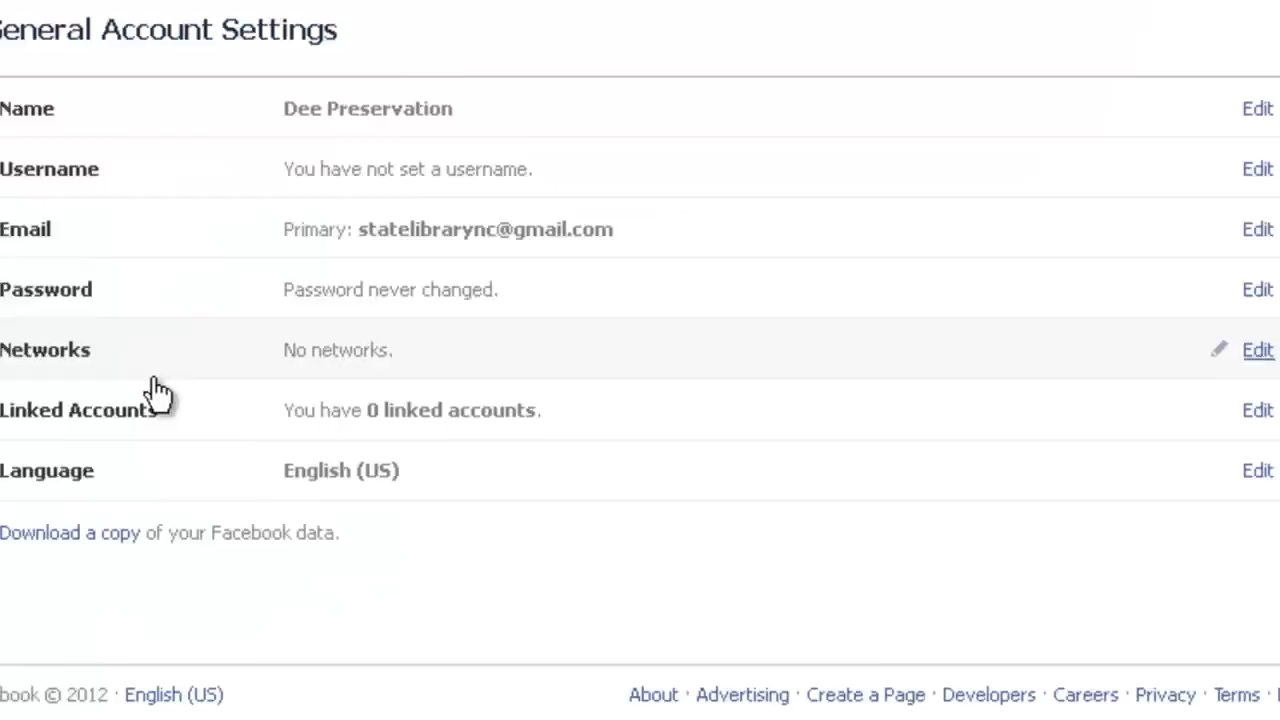 General Account Settings
Name Dee Preservation Edit
Username You have not set a username. Edit
Email Primary: statelibrarync@gmail.com Edit
Password Password never changed. Edit
Networks No networks. Edit
Linked Accounts You have 0 linked accounts. Edit
Language English (US) Edit
Download a copy of your Facebook data.
book © 2012 · English (US) About · Advertising · Create a Page · Developers · Careers · Privacy · Terms ·